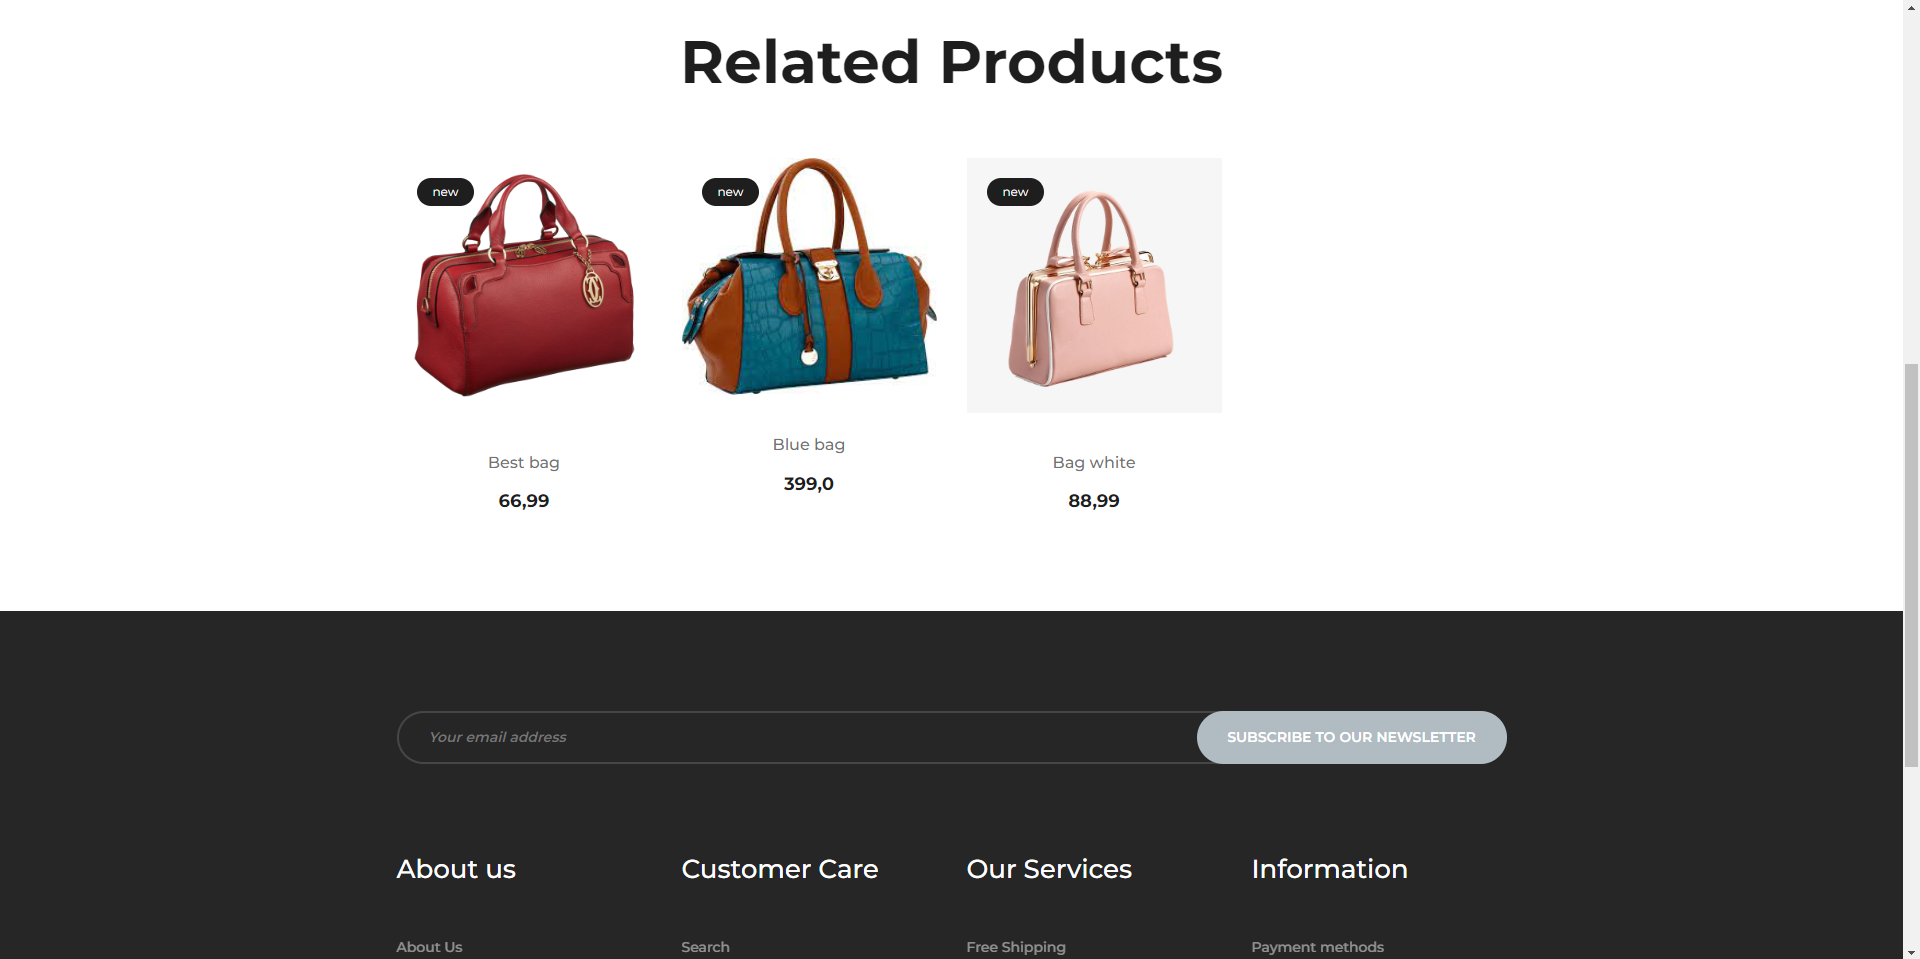 Related Products
new
new
new
Best bag
66,99
Blue bag
399,0
Bag white
88,99
Your email address
SUBSCRIBE TO OUR NEWSLETTER
About us
Customer Care
Our Services
Information
About Us
Search
Free Shipping
Payment methods